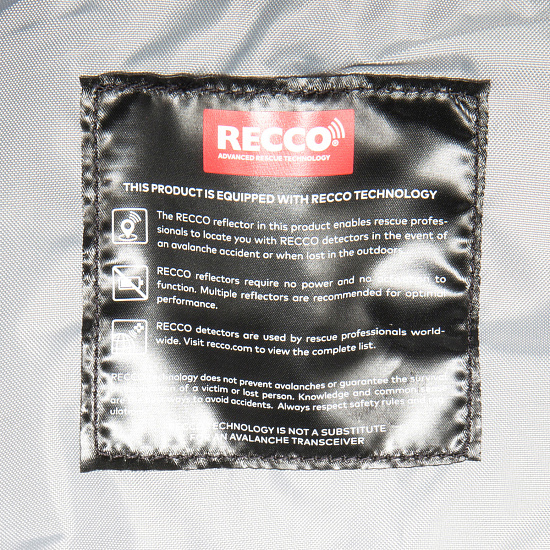 RECCO®
ADVANCED RESCUE TECHNOLOGY
THIS PRODUCT IS EQUIPPED WITH RECCO TECHNOLOGY
The RECCO reflector in this product enables rescue profes-
sionals to locate you with RECCO detectors in the event of
an avalanche accident or when lost in the outdoors
RECCO reflectors require no power and no to
function. Multiple reflectors are recommended for optimal
performance.
RECCO detectors are used by rescue professionals world-
wide. Visit recco.com to view the complete list.
RECCO technology does not prevent avalanches or guarantee the survival
of a victim or lost person. Knowledge and common sense
are to avoid accidents. Always respect safety rules and
TECHNOLOGY IS NOT A SUBSTITUTE
AN AVALANCHE TRANSCEIVER